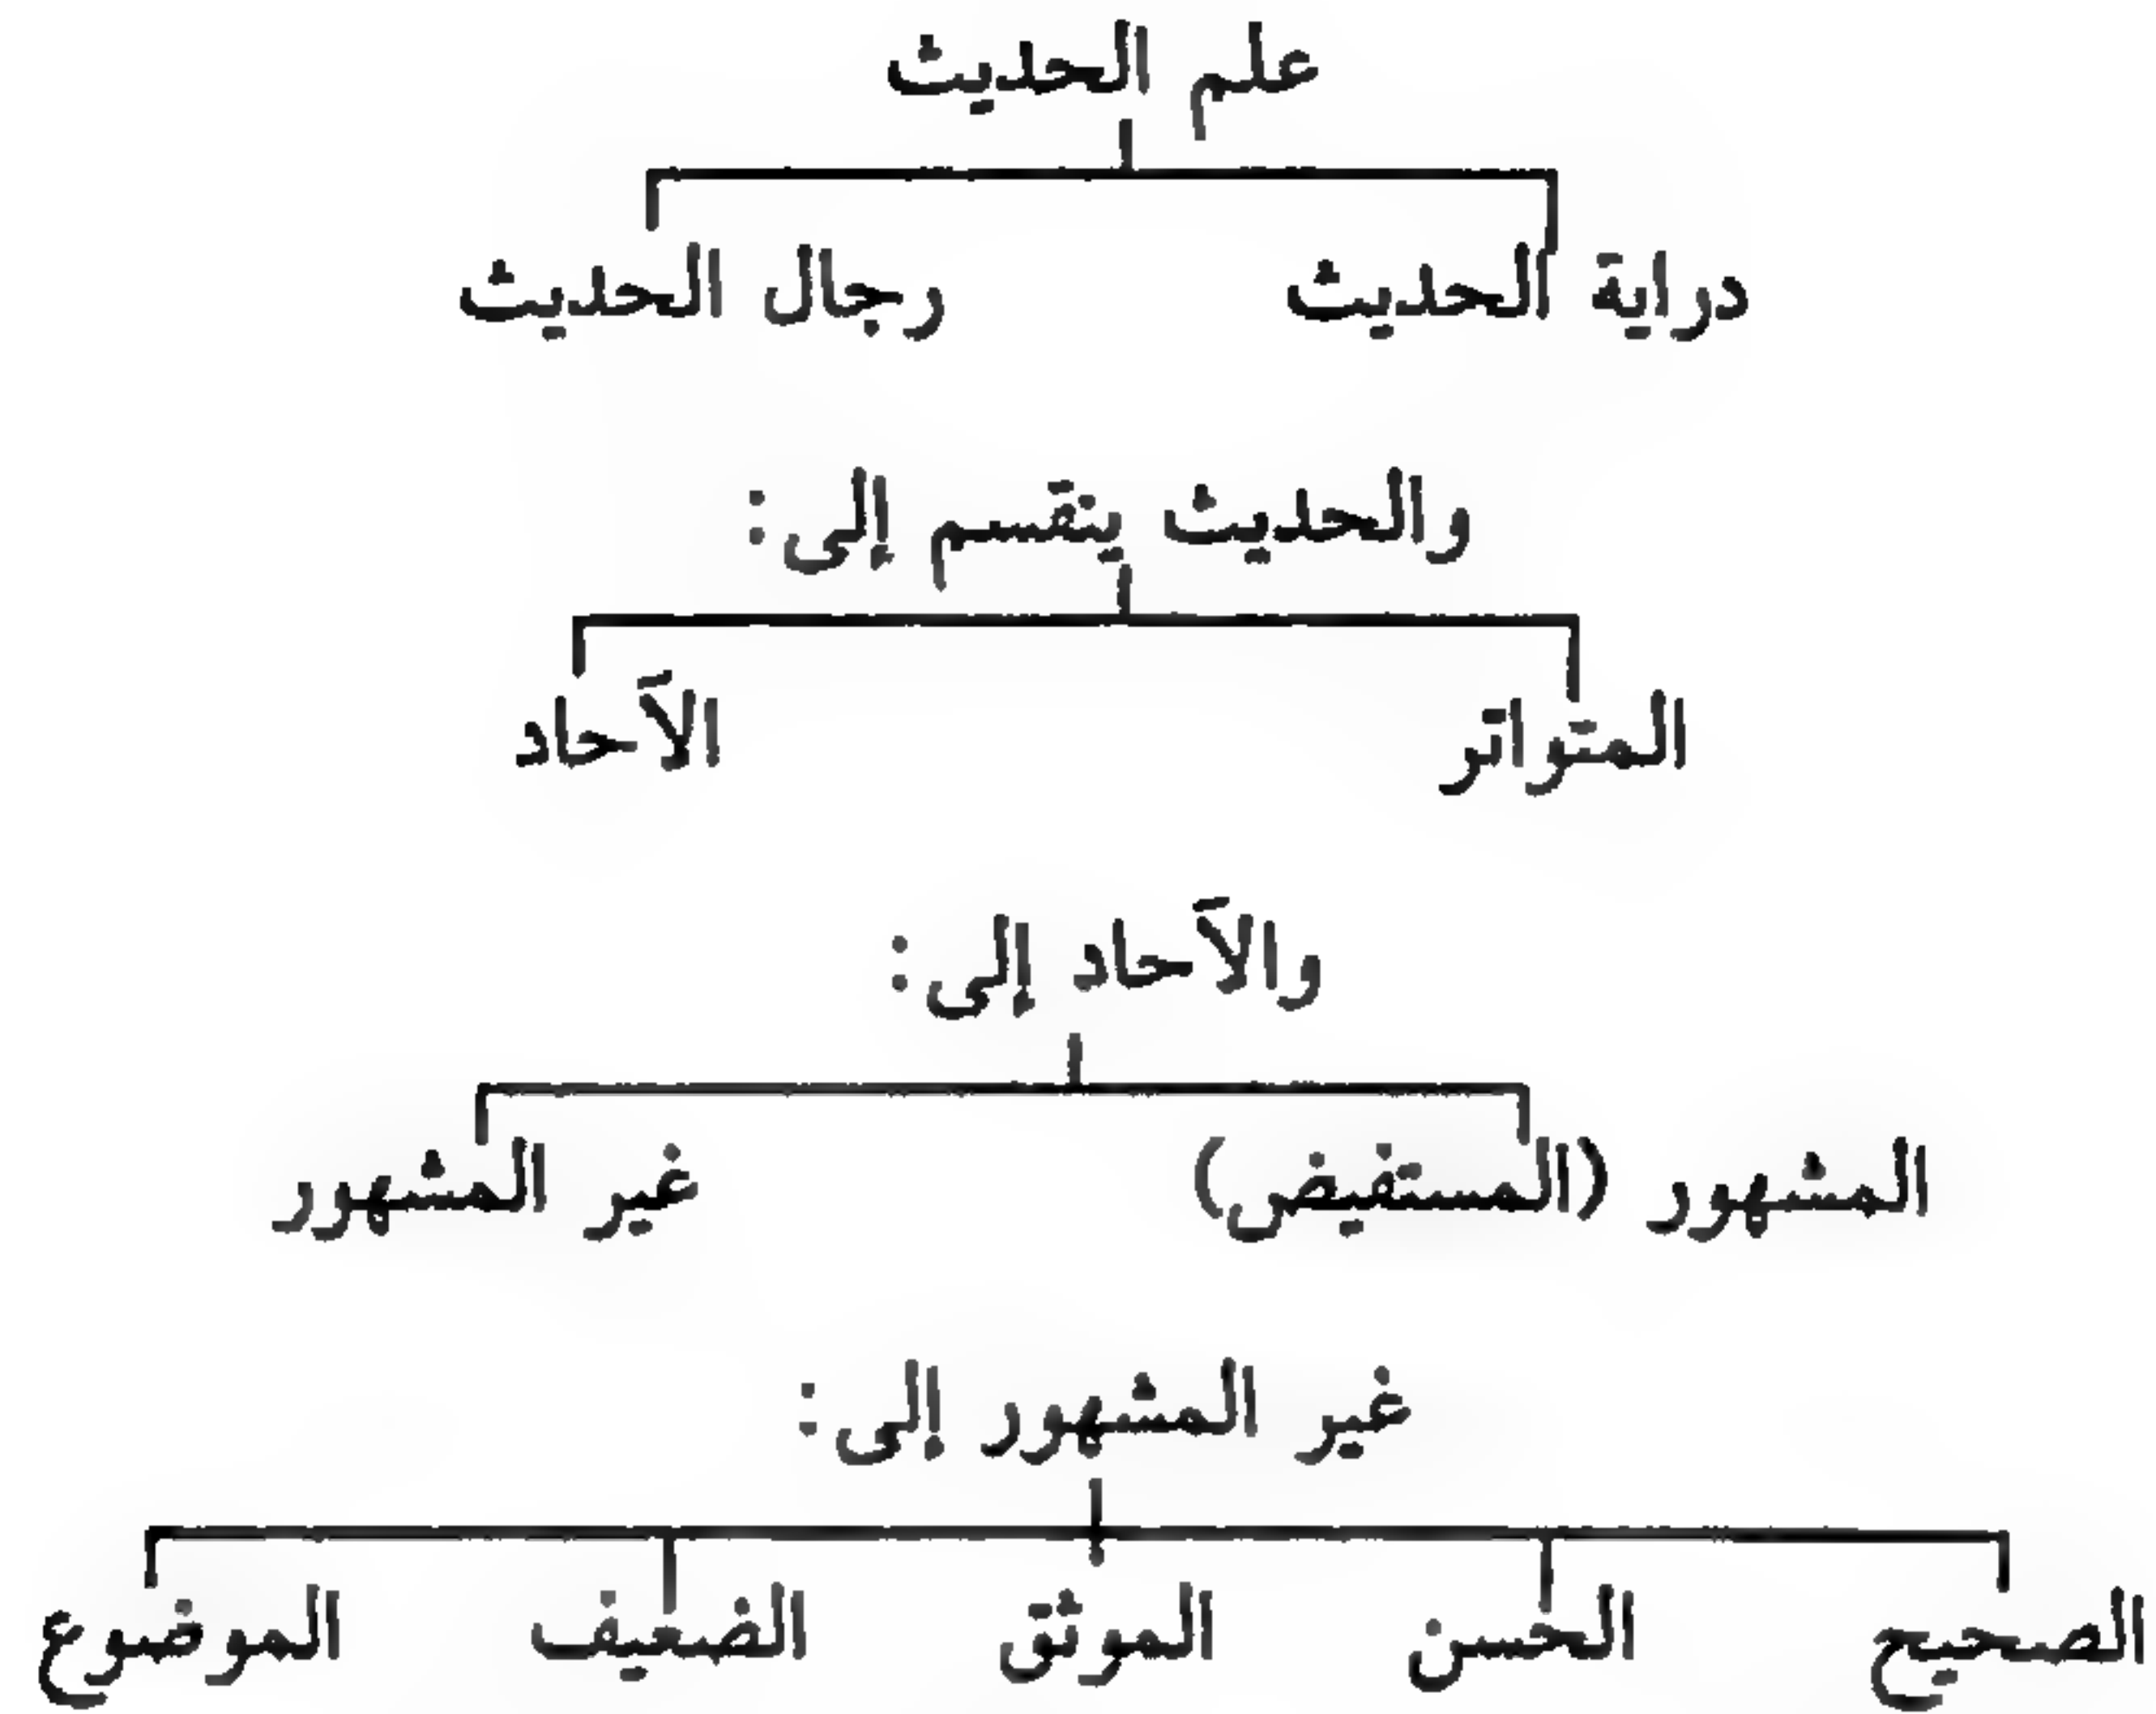 علم الحديث
دراية الحديث رجال الحديث
والحديث ينقسم إلى:
المتواتر الآحاد
والآحاد إلى:
المشهور (المستفيض) غير المشهور
غير المشهور إلى:
الصحيح الحسن الموثق الضعيف الموضوع